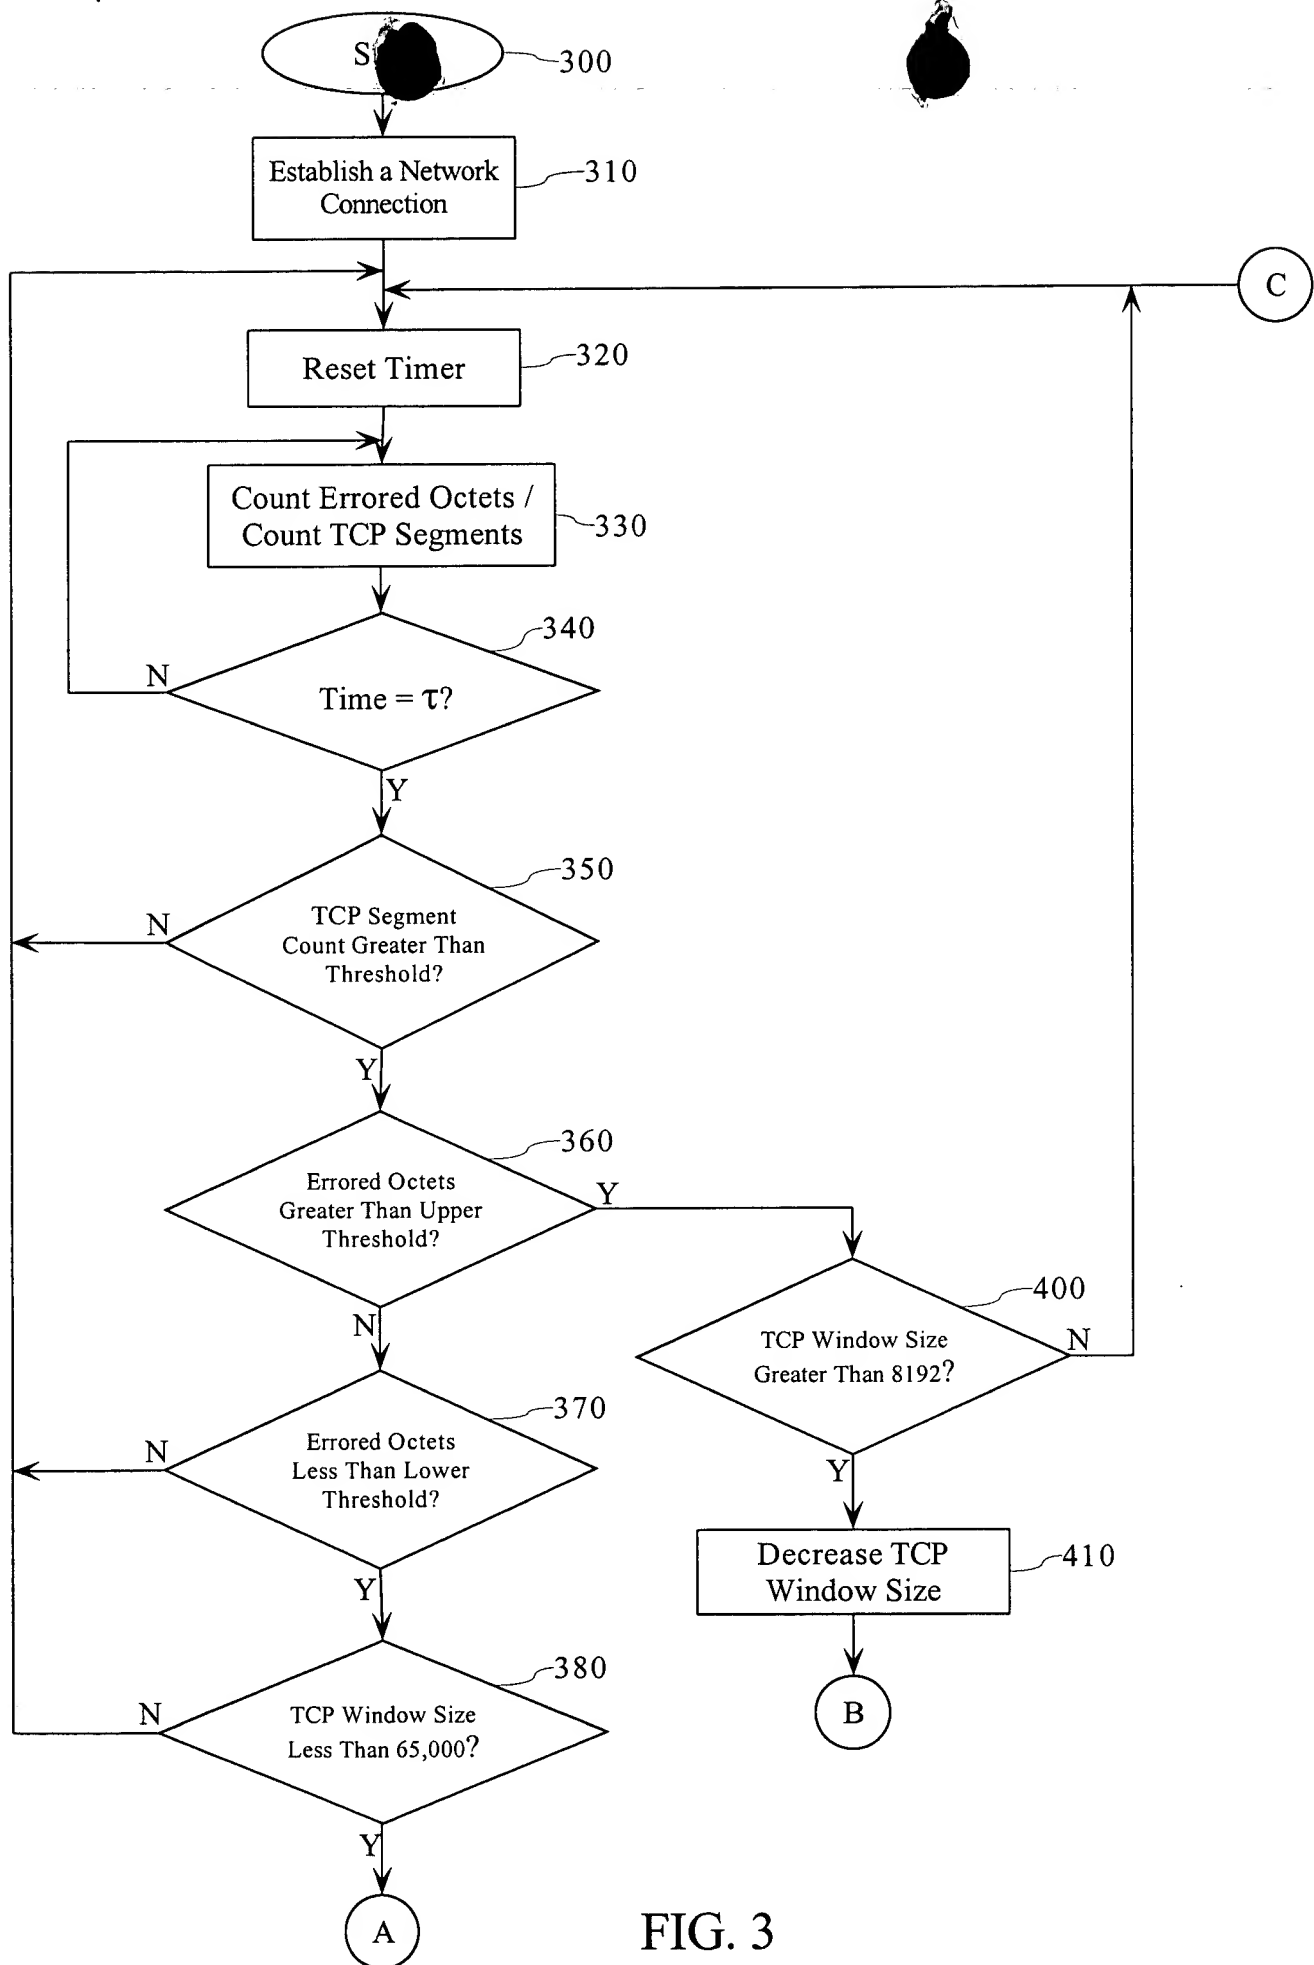 300
Establish a Network
Connection
310
C
Reset Timer
320
Count Errored Octets /
Count TCP Segments
330
340
N
Time = τ?
Y
350
N
TCP Segment
Count Greater Than
Threshold?
Y
360
Errored Octets
Greater Than Upper
Threshold?
Y
N
400
TCP Window Size
Greater Than 8192?
N
370
N
Errored Octets
Less Than Lower
Threshold?
Y
Y
Decrease TCP
Window Size
410
380
N
TCP Window Size
Less Than 65,000?
B
Y
A
FIG. 3